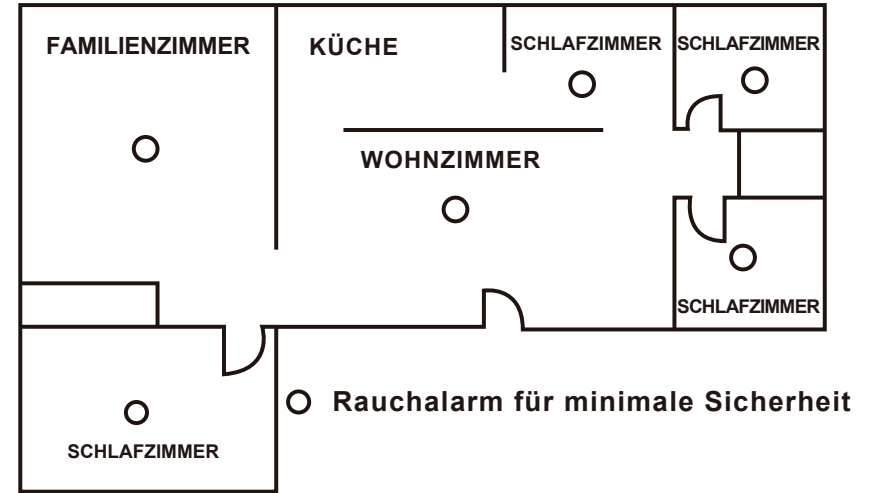 FAMILIENZIMMER
KÜCHE
SCHLAFZIMMER
SCHLAFZIMMER
WOHNZIMMER
SCHLAFZIMMER
Rauchalarm für minimale Sicherheit
SCHLAFZIMMER